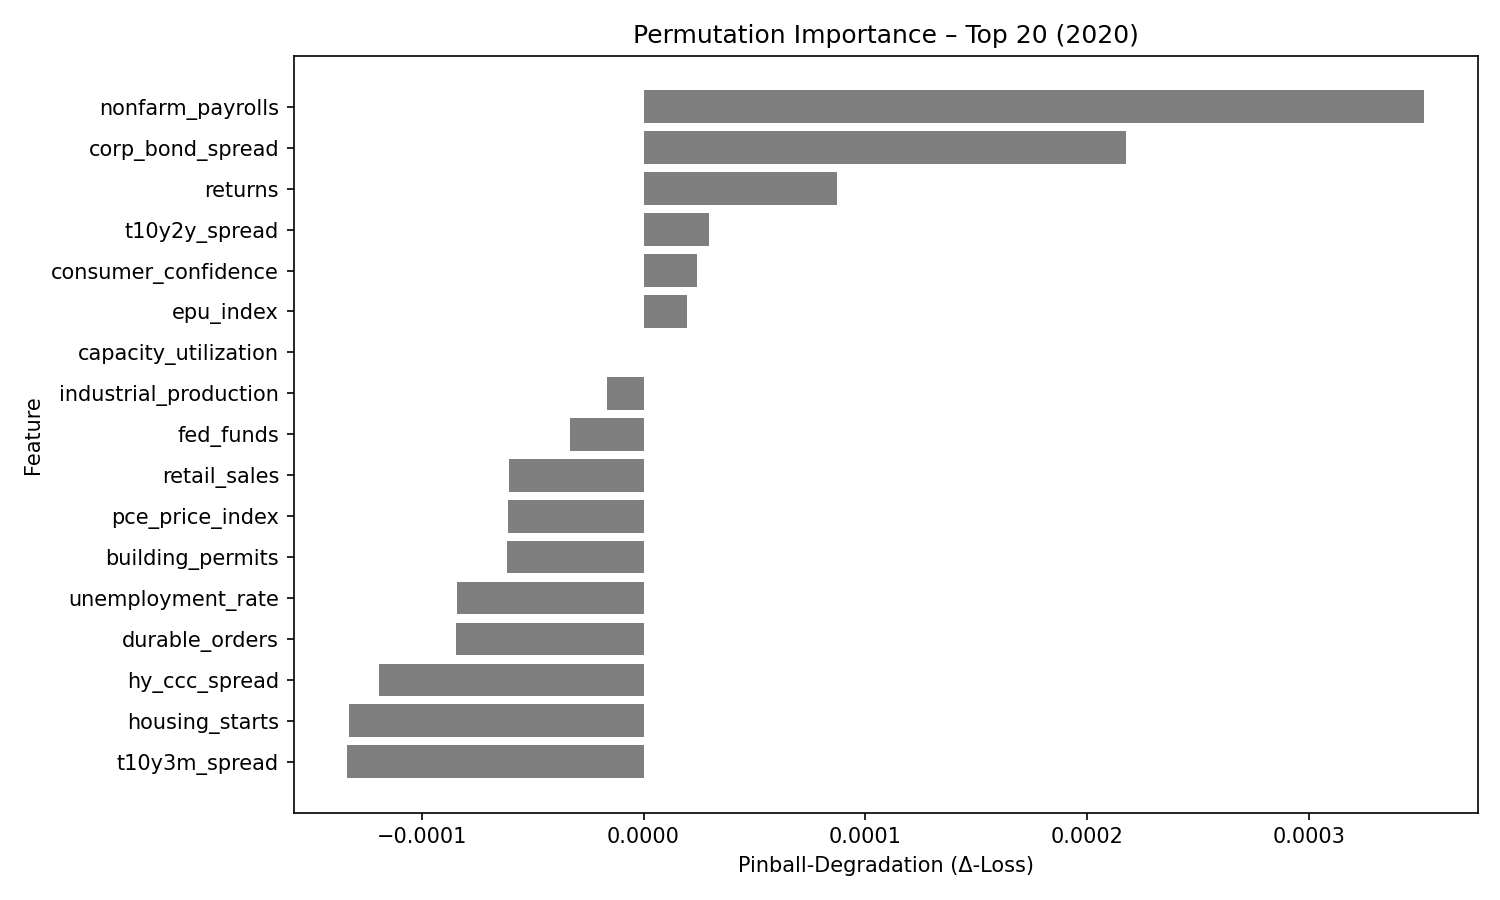 Permutation Importance – Top 20 (2020)
nonfarm_payrolls
corp_bond_spread
returns
t10y2y_spread
consumer_confidence
epu_index
capacity_utilization
industrial_production
fed_funds
retail_sales
pce_price_index
building_permits
unemployment_rate
durable_orders
hy_ccc_spread
housing_starts
t10y3m_spread
Feature
−0.0001 0.0000 0.0001 0.0002 0.0003
Pinball-Degradation (Δ-Loss)